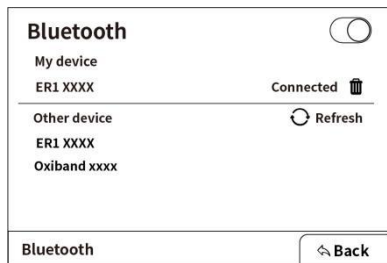 Bluetooth
My device
ER1 XXXX Connected
Other device Refresh
ER1 XXXX
Oxiband xxxx
Bluetooth Back